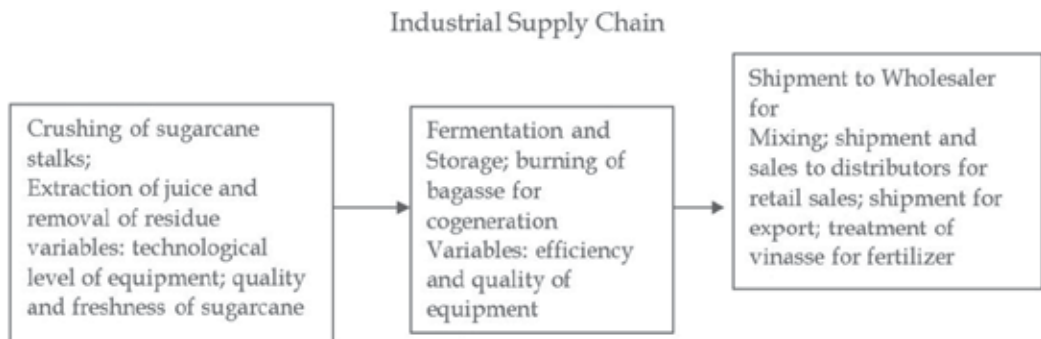 Industrial Supply Chain
Crushing of sugarcane
stalks;
Extraction of juice and
removal of residue
variables: technological
level of equipment; quality
and freshness of sugarcane
Fermentation and
Storage; burning of
bagasse for
cogeneration
Variables: efficiency
and quality of
equipment
Shipment to Wholesaler
for
Mixing; shipment and
sales to distributors for
retail sales; shipment for
export; treatment of
vinasse for fertilizer